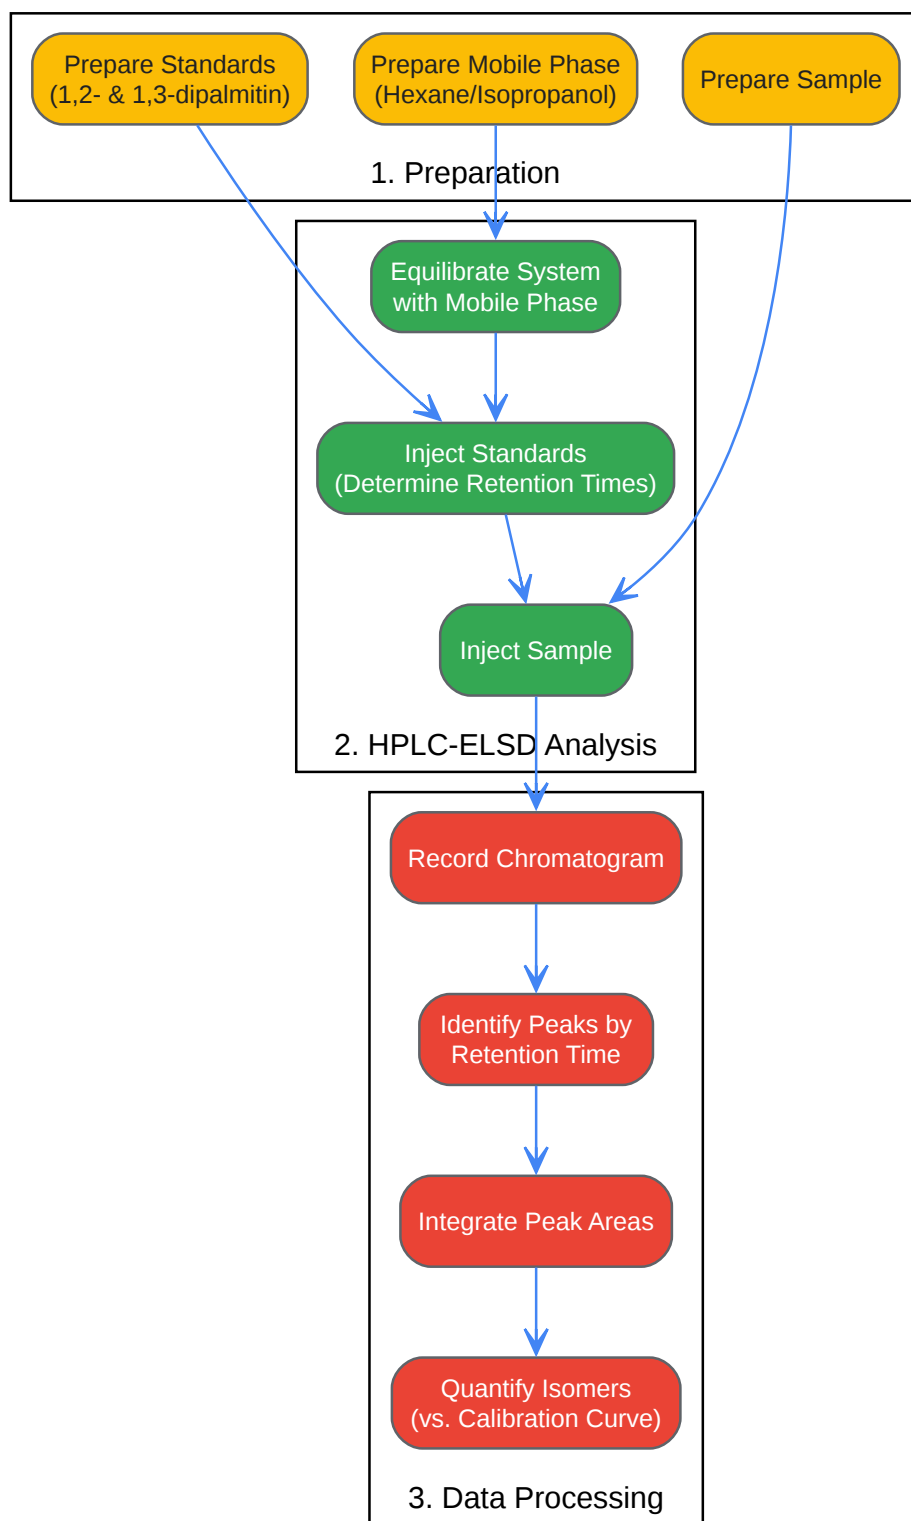 Prepare Standards
(1,2- & 1,3-dipalmitin)
Prepare Mobile Phase
(Hexane/Isopropanol)
Prepare Sample
1. Preparation
Equilibrate System
with Mobile Phase
Inject Standards
(Determine Retention Times)
Inject Sample
2. HPLC-ELSD Analysis
Record Chromatogram
Identify Peaks by
Retention Time
Integrate Peak Areas
Quantify Isomers
(vs. Calibration Curve)
3. Data Processing